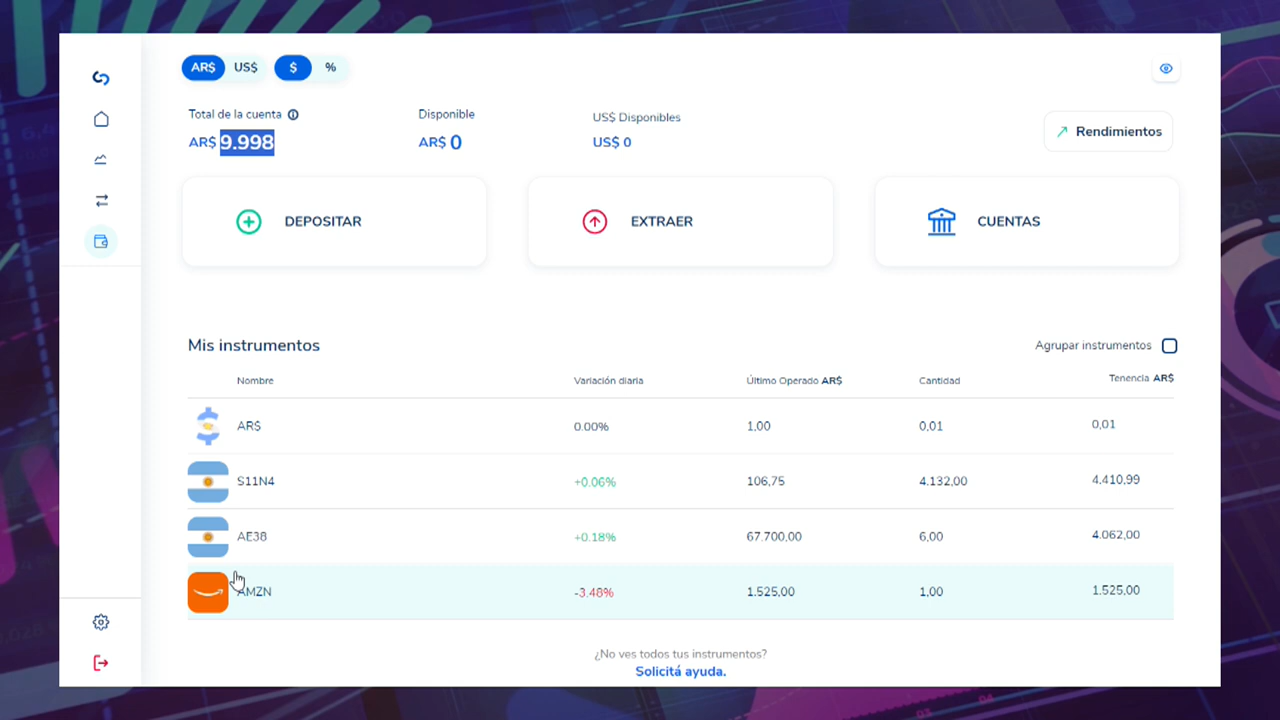 AR$ US$ $ %
Total de la cuenta Disponible US$ Disponibles
AR$ 9.998 AR$ 0 US$ 0
Rendimientos
DEPOSITAR EXTRAER CUENTAS
Mis instrumentos Agrupar instrumentos
Nombre Variación diaria Último Operado AR$ Cantidad Tenencia AR$
AR$ 0.00% 1,00 0,01 0,01
S11N4 +0.06% 106,75 4.132,00 4.410,99
AE38 +0.18% 67.700,00 6,00 4.062,00
AMZN -3.48% 1.525,00 1,00 1.525,00
¿No ves todos tus instrumentos?
Solicitá ayuda.